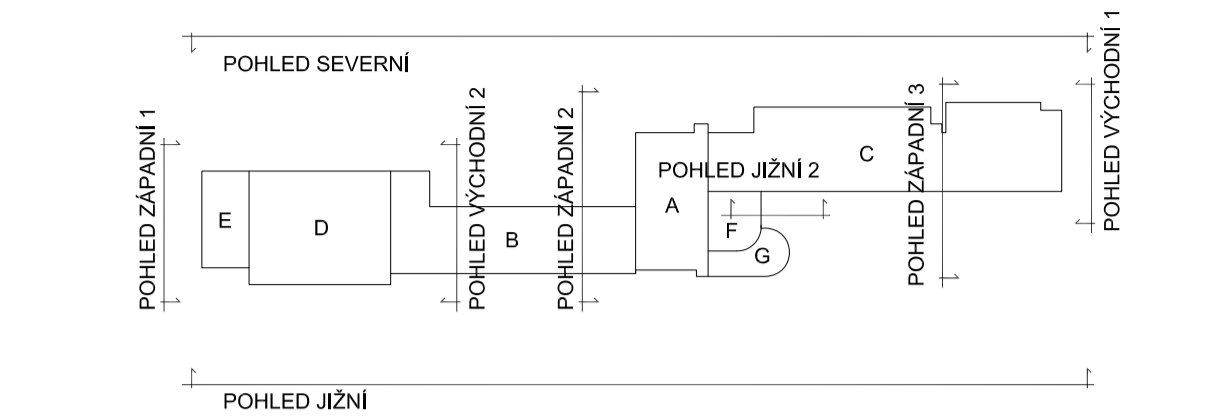 POHLED SEVERNÍ
POHLED ZÁPADNÍ 1
E
D
POHLED VÝCHODNÍ 2
B
POHLED ZÁPADNÍ 2
A
POHLED JIŽNÍ 2
F
G
C
POHLED ZÁPADNÍ 3
POHLED VÝCHODNÍ 1
POHLED JIŽNÍ